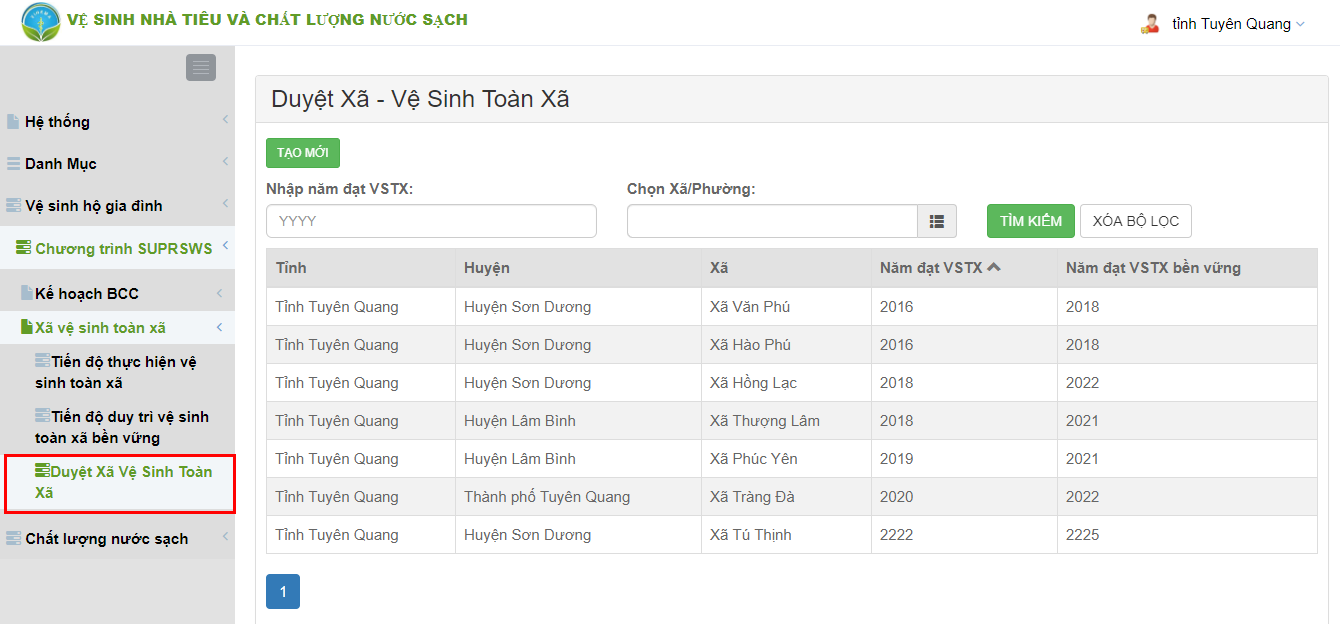 VỆ SINH NHÀ TIÊU VÀ CHẤT LƯỢNG NƯỚC SẠCH
tỉnh Tuyên Quang
Hệ thống
Danh Mục
Vệ sinh hộ gia đình
Chương trình SUPRSWS
Kế hoạch BCC
Xã vệ sinh toàn xã
Tiến độ thực hiện vệ
sinh toàn xã
Tiến độ duy trì vệ sinh
toàn xã bền vững
Duyệt Xã Vệ Sinh Toàn
Xã
Chất lượng nước sạch
Duyệt Xã - Vệ Sinh Toàn Xã
TẠO MỚI
Nhập năm đạt VSTX: Chọn Xã/Phường:
YYYY TÌM KIẾM XÓA BỘ LỌC
Tỉnh Huyện Xã Năm đạt VSTX Năm đạt VSTX bền vững
Tỉnh Tuyên Quang Huyện Sơn Dương Xã Văn Phú 2016 2018
Tỉnh Tuyên Quang Huyện Sơn Dương Xã Hào Phú 2016 2018
Tỉnh Tuyên Quang Huyện Sơn Dương Xã Hồng Lạc 2018 2022
Tỉnh Tuyên Quang Huyện Lâm Bình Xã Thượng Lâm 2018 2021
Tỉnh Tuyên Quang Huyện Lâm Bình Xã Phúc Yên 2019 2021
Tỉnh Tuyên Quang Thành phố Tuyên Quang Xã Tràng Đà 2020 2022
Tỉnh Tuyên Quang Huyện Sơn Dương Xã Tú Thịnh 2222 2225
1